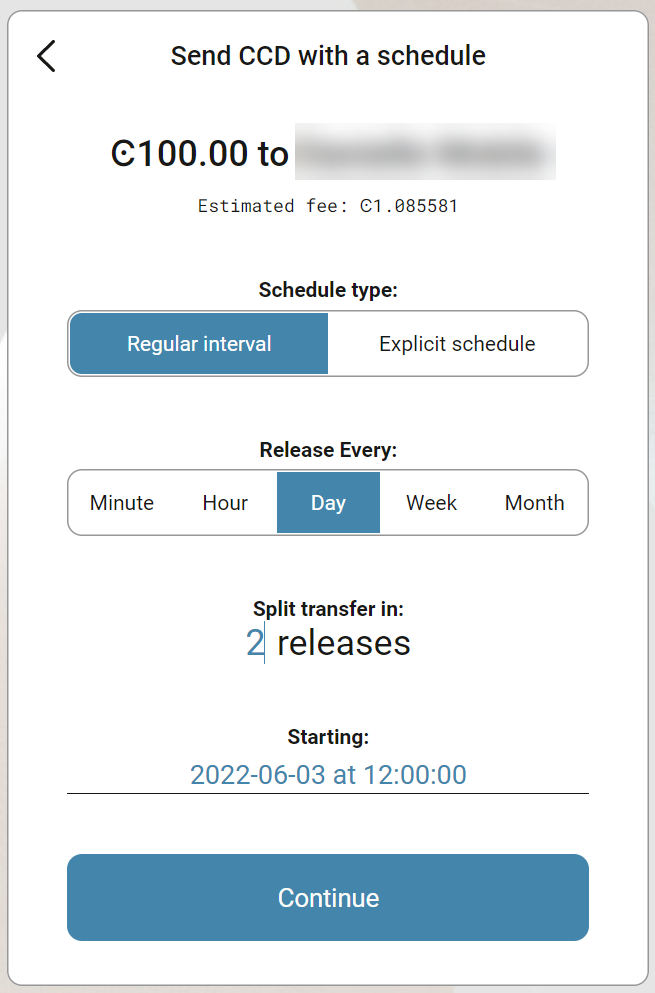 Send CCD with a schedule
Ͼ100.00 to
Estimated fee: Ͼ1.085581
Schedule type:
Regular interval Explicit schedule
Release Every:
Minute Hour Day Week Month
Split transfer in:
2 releases
Starting:
2022-06-03 at 12:00:00
Continue